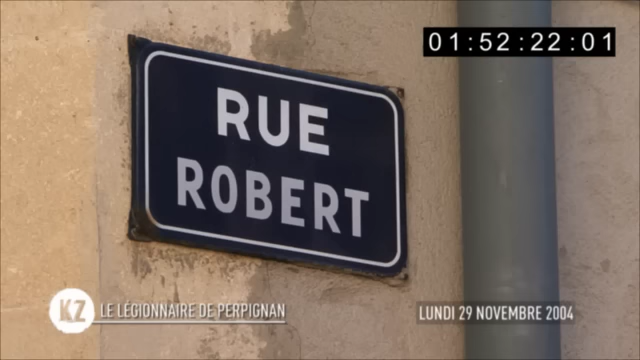 01:52:22:01
RUE
ROBERT
KZ
LE LÉGIONNAIRE DE PERPIGNAN
LUNDI 29 NOVEMBRE 2004